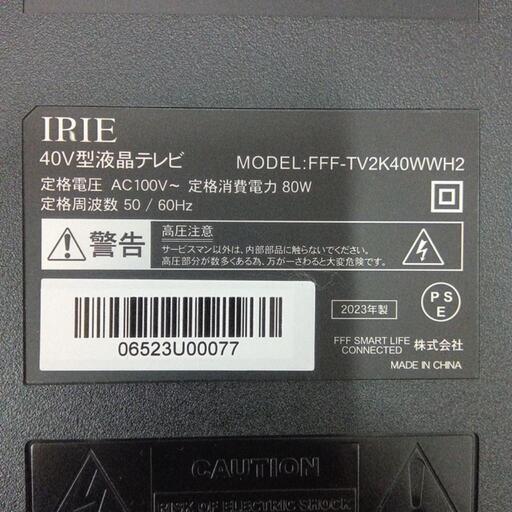 IRIE
40V型液晶テレビ MODEL:FFF-TV2K40WWH2
定格電圧 AC100V～ 定格消費電力 80W
定格周波数 50 / 60Hz
警告
高圧注意
サービスマン以外は、内部部品に触らないでください。
高圧部分が数多くある為、万が一さわると大変危険です。
06523U00077
2023年製
PS
E
FFF SMART LIFE
CONNECTED 株式会社
MADE IN CHINA
CAUTION
RISK OF ELECTRIC SHOCK